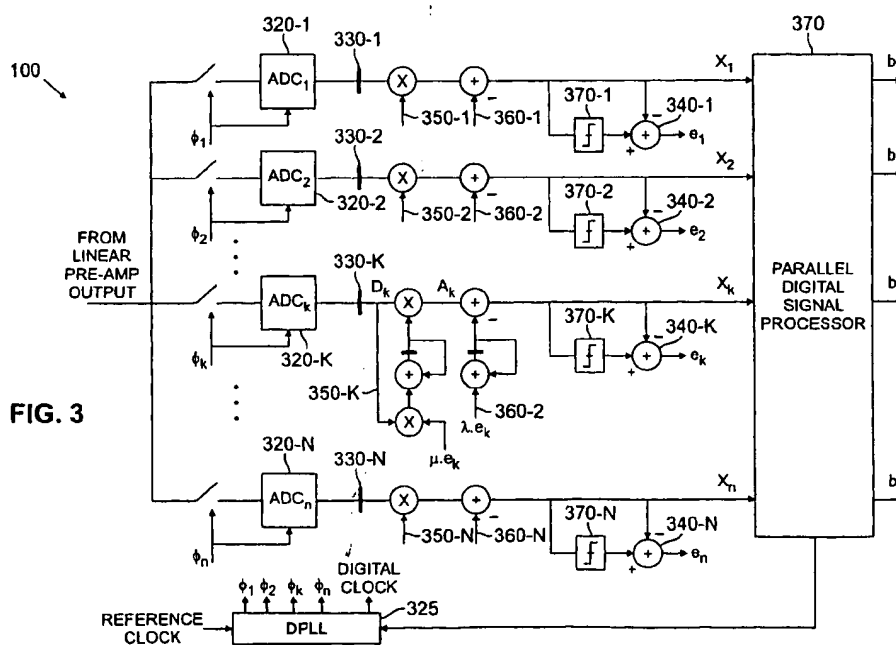 320-1
330-1
370
100
ADC₁
X
+
−
X₁
b
350-1
360-1
370-1
340-1
−
+
+
e₁
ϕ₁
330-2
ADC₂
X
+
−
X₂
b
320-2
350-2
360-2
370-2
340-2
−
+
+
e₂
ϕ₂
FROM
LINEAR
PRE-AMP
OUTPUT
330-K
ADCₖ
Dₖ
X
Aₖ
+
−
Xₖ
b
PARALLEL
DIGITAL
SIGNAL
PROCESSOR
320-K
370-K
340-K
−
+
+
eₖ
ϕₖ
+
+
350-K
360-2
X
λ.eₖ
μ.eₖ
FIG. 3
320-N
330-N
ADCₙ
X
+
−
Xₙ
b
350-N
360-N
370-N
340-N
−
+
+
eₙ
ϕₙ
DIGITAL
CLOCK
ϕ₁ ϕ₂ ϕₖ ϕₙ
325
REFERENCE
CLOCK
DPLL